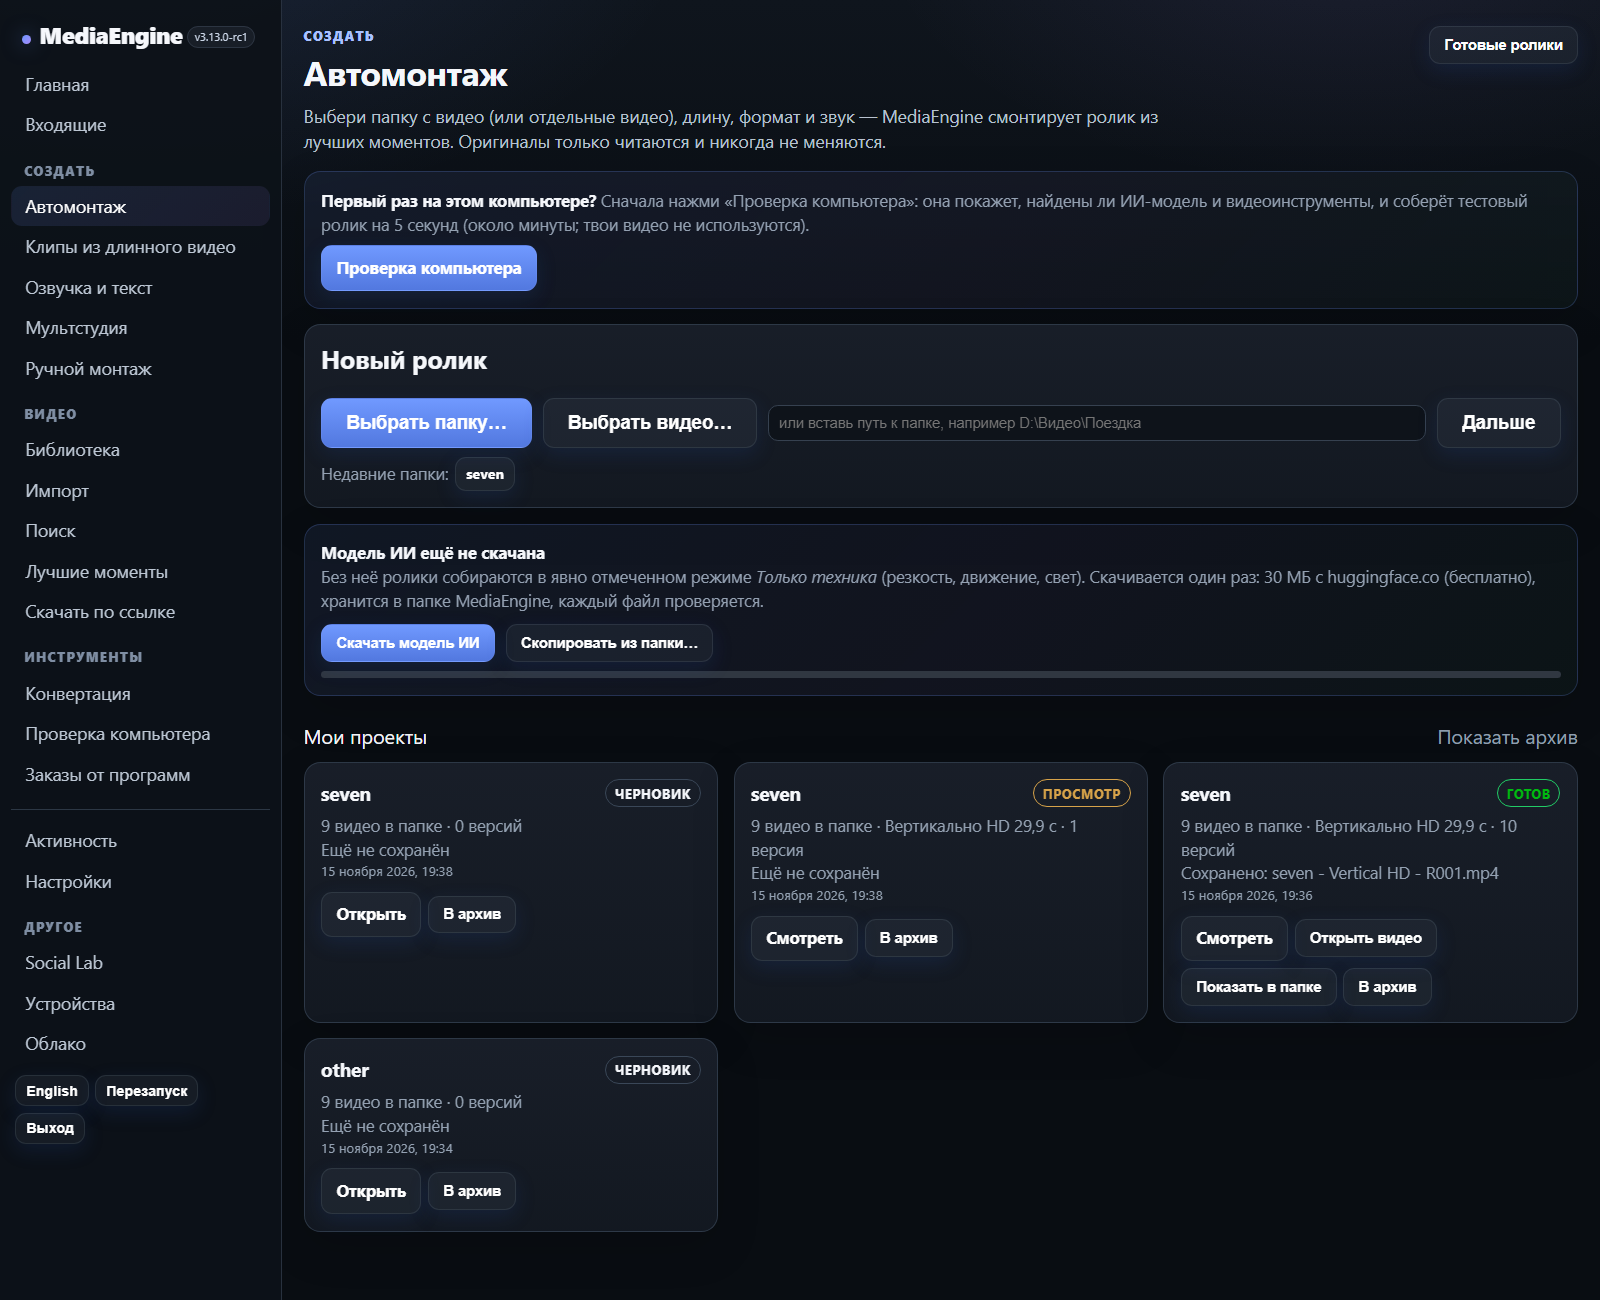 MediaEngine v3.13.0-rc1
Главная
Входящие
СОЗДАТЬ
Автомонтаж
Клипы из длинного видео
Озвучка и текст
Мультстудия
Ручной монтаж
ВИДЕО
Библиотека
Импорт
Поиск
Лучшие моменты
Скачать по ссылке
ИНСТРУМЕНТЫ
Конвертация
Проверка компьютера
Заказы от программ
Активность
Настройки
ДРУГОЕ
Social Lab
Устройства
Облако
English Перезапуск
Выход
СОЗДАТЬ
Автомонтаж
Готовые ролики
Выбери папку с видео (или отдельные видео), длину, формат и звук — MediaEngine смонтирует ролик из
лучших моментов. Оригиналы только читаются и никогда не меняются.
Первый раз на этом компьютере? Сначала нажми «Проверка компьютера»: она покажет, найдены ли ИИ-модель и видеоинструменты, и соберёт тестовый
ролик на 5 секунд (около минуты; твои видео не используются).
Проверка компьютера
Новый ролик
Выбрать папку… Выбрать видео… или вставь путь к папке, например D:\Видео\Поездка Дальше
Недавние папки: seven
Модель ИИ ещё не скачана
Без неё ролики собираются в явно отмеченном режиме Только техника (резкость, движение, свет). Скачивается один раз: 30 МБ с huggingface.co (бесплатно),
хранится в папке MediaEngine, каждый файл проверяется.
Скачать модель ИИ Скопировать из папки…
Мои проекты Показать архив
seven ЧЕРНОВИК
9 видео в папке · 0 версий
Ещё не сохранён
15 ноября 2026, 19:38
Открыть В архив
seven ПРОСМОТР
9 видео в папке · Вертикально HD 29,9 с · 1
версия
Ещё не сохранён
15 ноября 2026, 19:38
Смотреть В архив
seven ГОТОВ
9 видео в папке · Вертикально HD 29,9 с · 10
версий
Сохранено: seven - Vertical HD - R001.mp4
15 ноября 2026, 19:36
Смотреть Открыть видео
Показать в папке В архив
other ЧЕРНОВИК
9 видео в папке · 0 версий
Ещё не сохранён
15 ноября 2026, 19:34
Открыть В архив